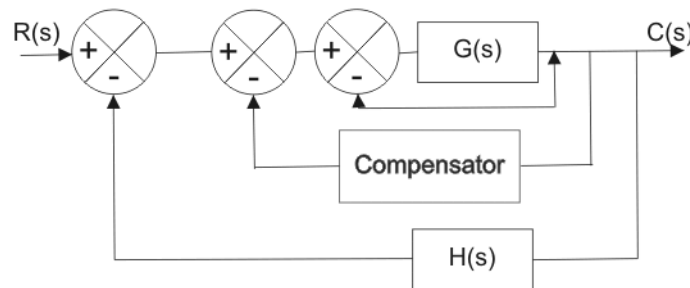 R(s) + - + - + - G(s) C(s)
Compensator
H(s)